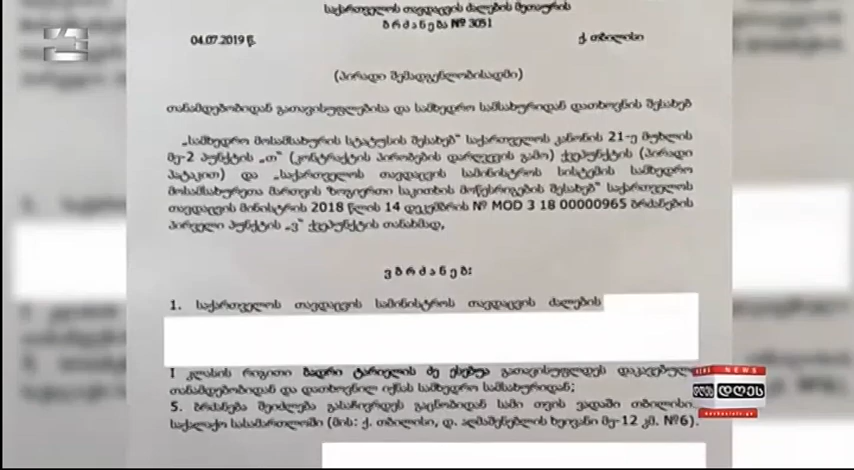 საქართველოს თავდაცვის ძალების მეთაურის
ბრძანება № 3051
04.07.2019 წ.
ქ. თბილისი
(პირადი შემადგენლობისადმი)
თანამდებობიდან გათავისუფლებისა და სამხედრო სამსახურიდან დათხოვნის შესახებ
„სამხედრო მოსამსახურის სტატუსის შესახებ“ საქართველოს კანონის 21-ე მუხლის
მე-2 პუნქტის „თ“ (კონტრაქტის პირობების დარღვევის გამო) ქვეპუნქტის (პირადი
პატაკით) და „საქართველოს თავდაცვის სამინისტროს სისტემის სამხედრო
მოსამსახურეთა მართვის ზოგიერთი საკითხის მოწესრიგების შესახებ“ საქართველოს
თავდაცვის მინისტრის 2018 წლის 14 დეკემბრის № MOD 3 18 00000965 ბრძანების
პირველი პუნქტის „ვ“ ქვეპუნქტის თანახმად,
ვბრძანებ:
1. საქართველოს თავდაცვის სამინისტროს თავდაცვის ძალების
I კლასის რიგითი ბადრი ტარიელის ძე ესებუა გათავისუფლდეს დაკავებული
თანამდებობიდან და დათხოვნილ იქნას სამხედრო სამსახურიდან;
5. ბრძანება შეიძლება გასაჩივრდეს გაცნობიდან სამი თვის ვადაში თბილისის
საქალაქო სასამართლოში (მის: ქ. თბილისი, დ. აღმაშენებლის ხეივანი მე-12 კმ. №6).
NEWS
დღეს დღეს